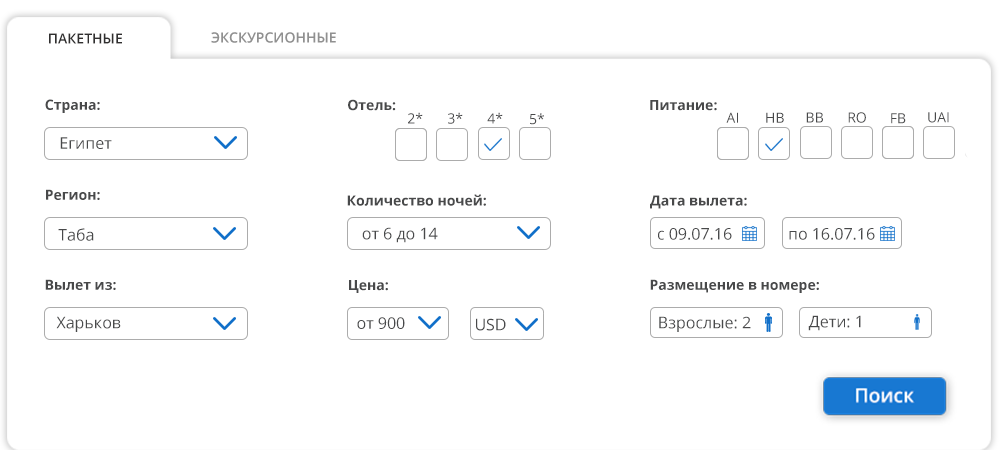 ПАКЕТНЫЕ ЭКСКУРСИОННЫЕ
Страна: Отель: Питание:
2* 3* 4* 5* AI HB BB RO FB UAI
Египет
Регион: Количество ночей: Дата вылета:
Таба от 6 до 14 с 09.07.16 по 16.07.16
Вылет из: Цена: Размещение в номере:
Харьков от 900 USD Взрослые: 2 Дети: 1
Поиск